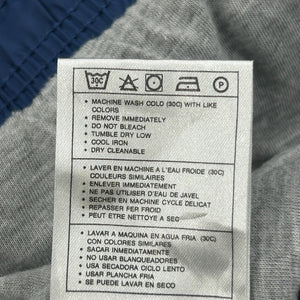 30C P
• MACHINE WASH COLD (30C) WITH LIKE
COLORS
• REMOVE IMMEDIATELY
• DO NOT BLEACH
• TUMBLE DRY LOW
• COOL IRON
• DRY CLEANABLE
• LAVER EN MACHINE A L'EAU FROIDE (30C)
COULEURS SIMILAIRES
• ENLEVER IMMÉDIATEMENT
• NE PAS UTILISER D'EAU DE JAVEL
• SECHER EN MACHINE CYCLE DELICAT
• REPASSER FER FROID
• PEUT ETRE NETTOYE A SEC
• LAVAR A MAQUINA EN AGUA FRIA (30C)
CON COLORES SIMILARES
• SACAR INMEDIATAMENTE
• NO USAR BLANQUEADORES
• USAR SECADORA CICLO LENTO
• USAR PLANCHA FRIA
• SE PUEDE LAVAR EN SECO